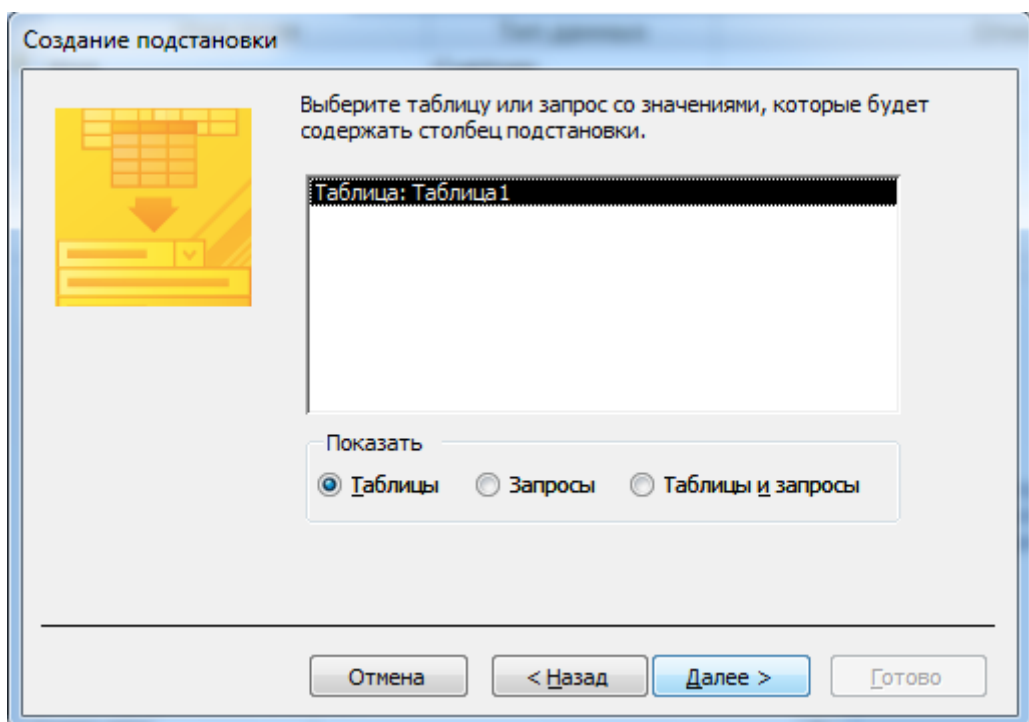 Создание подстановки
Выберите таблицу или запрос со значениями, которые будет
содержать столбец подстановки.
Таблица: Таблица1
Показать
Таблицы
Запросы
Таблицы и запросы
Отмена
< Назад
Далее >
Готово